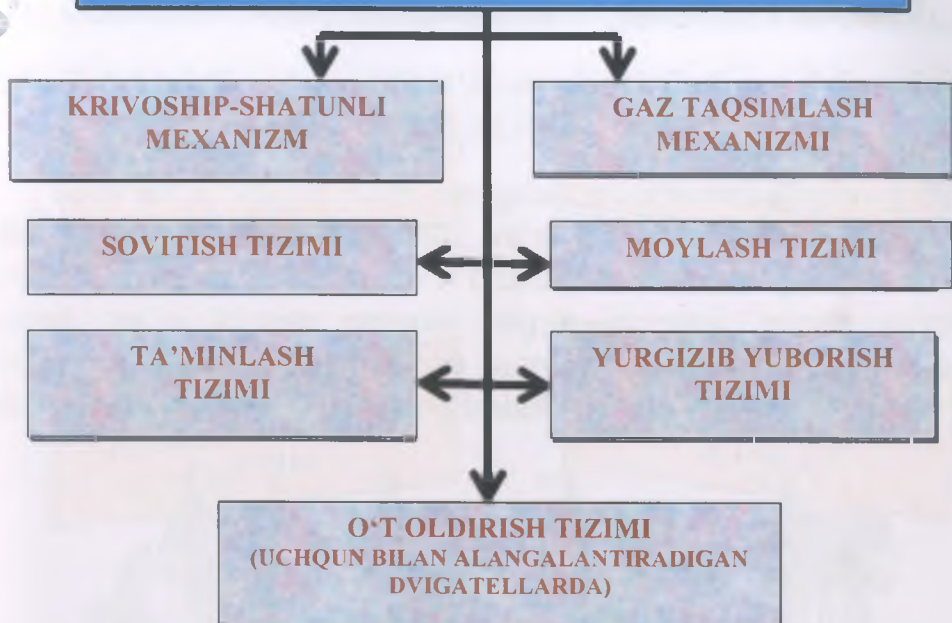 KRIVOSHIP-SHATUNLI
MEXANIZM
GAZ TAQSIMLASH
MEXANIZMI
SOVITISH TIZIMI
MOYLASH TIZIMI
TA’MINLASH
TIZIMI
YURGIZIB YUBORISH
TIZIMI
O‘T OLDIRISH TIZIMI
(UCHQUN BILAN ALANGALANTIRADIGAN
DVIGATELLARDA)